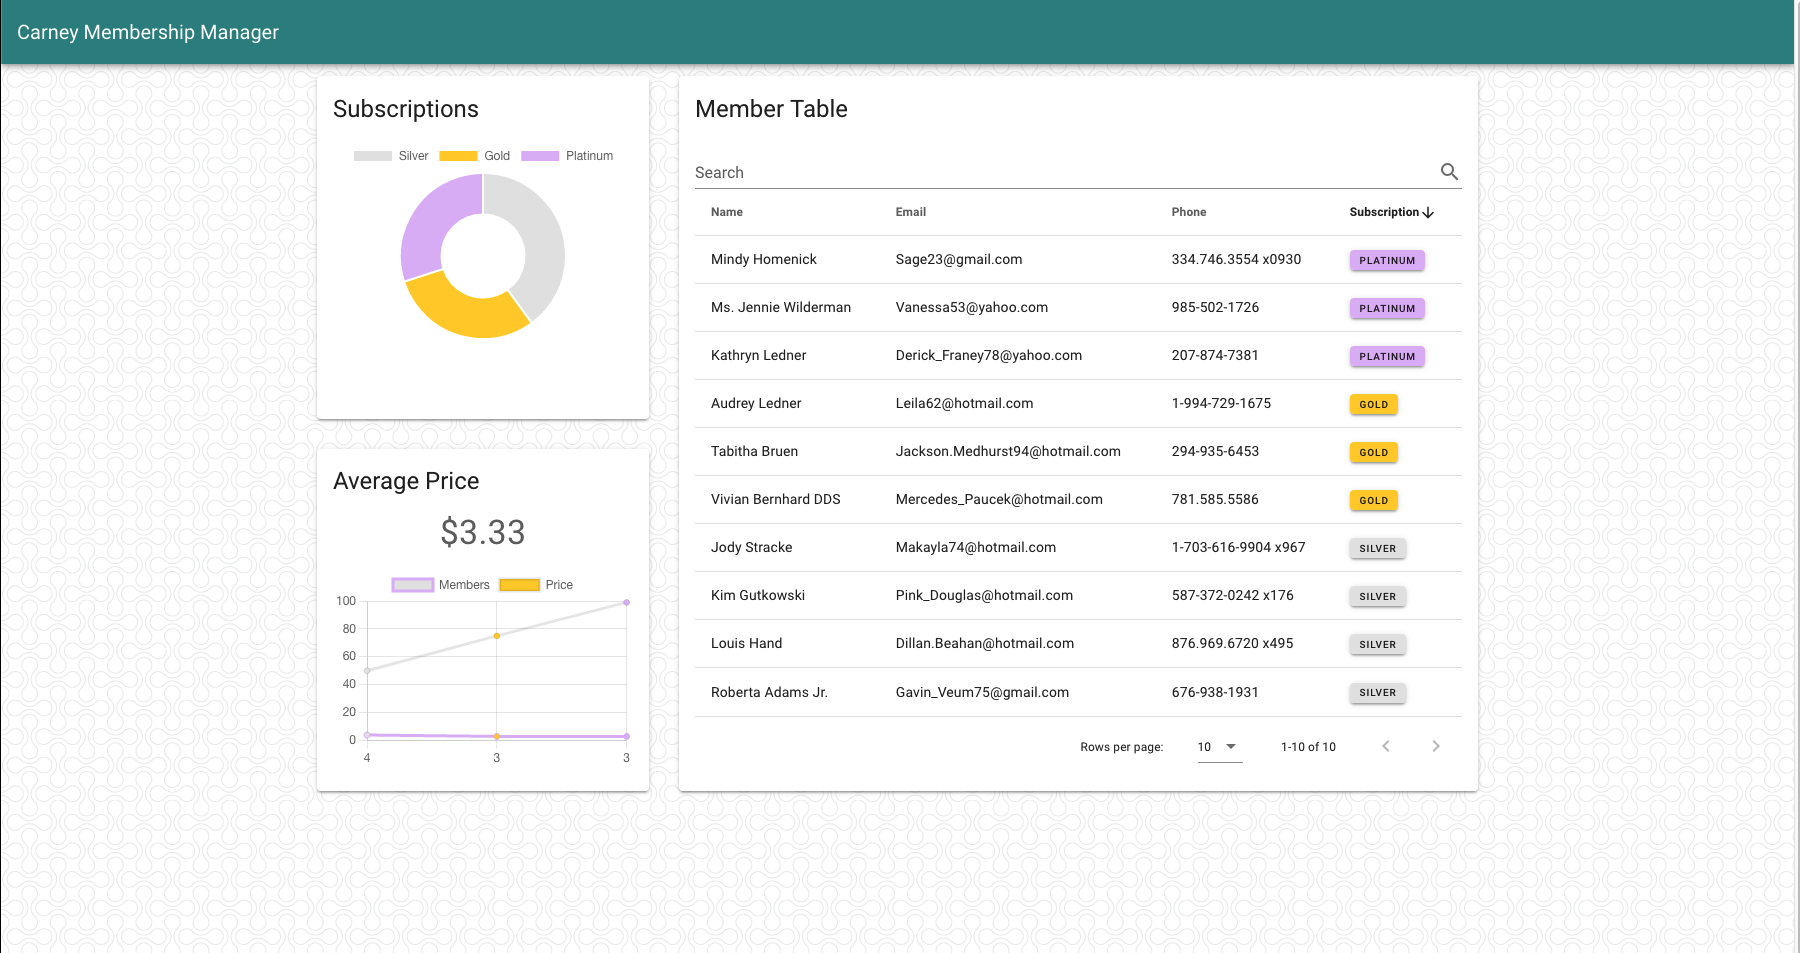 Carney Membership Manager
Subscriptions
Silver Gold Platinum
Average Price
$3.33
Members Price
100
80
60
40
20
0
4 3 3
Member Table
Search
Name Email Phone Subscription
Mindy Homenick Sage23@gmail.com 334.746.3554 x0930 PLATINUM
Ms. Jennie Wilderman Vanessa53@yahoo.com 985-502-1726 PLATINUM
Kathryn Ledner Derick_Franey78@yahoo.com 207-874-7381 PLATINUM
Audrey Ledner Leila62@hotmail.com 1-994-729-1675 GOLD
Tabitha Bruen Jackson.Medhurst94@hotmail.com 294-935-6453 GOLD
Vivian Bernhard DDS Mercedes_Paucek@hotmail.com 781.585.5586 GOLD
Jody Stracke Makayla74@hotmail.com 1-703-616-9904 x967 SILVER
Kim Gutkowski Pink_Douglas@hotmail.com 587-372-0242 x176 SILVER
Louis Hand Dillan.Beahan@hotmail.com 876.969.6720 x495 SILVER
Roberta Adams Jr. Gavin_Veum75@gmail.com 676-938-1931 SILVER
Rows per page: 10 1-10 of 10